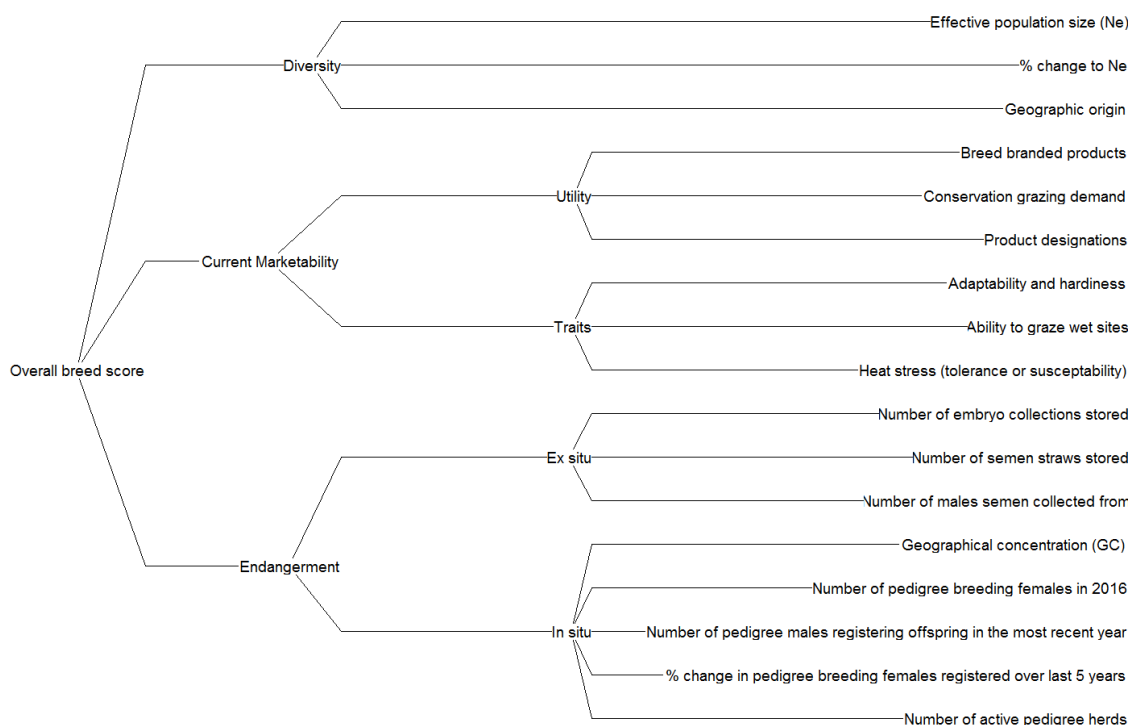 Overall breed score
Diversity
Effective population size (Ne)
% change to Ne
Geographic origin
Current Marketability
Utility
Breed branded products
Conservation grazing demand
Product designations
Traits
Adaptability and hardiness
Ability to graze wet sites
Heat stress (tolerance or susceptability)
Endangerment
Ex situ
Number of embryo collections stored
Number of semen straws stored
Number of males semen collected from
In situ
Geographical concentration (GC)
Number of pedigree breeding females in 2016
Number of pedigree males registering offspring in the most recent year
% change in pedigree breeding females registered over last 5 years
Number of active pedigree herds